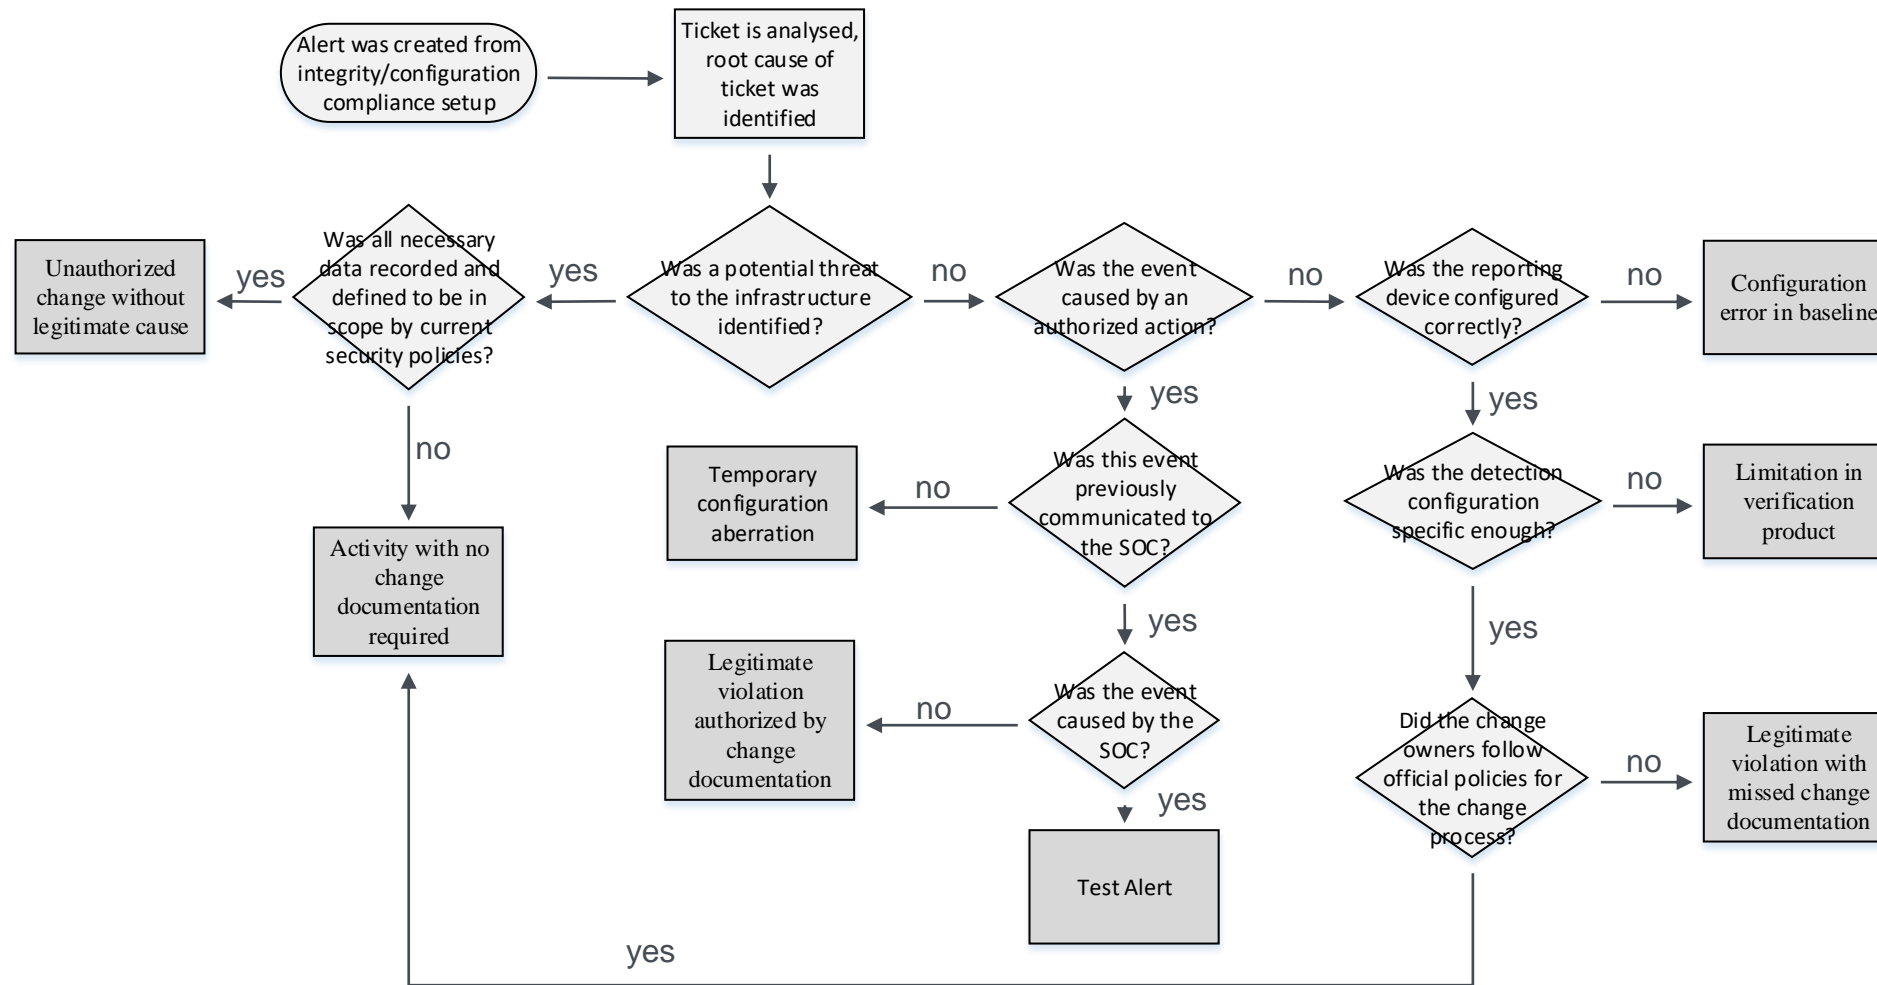 Alert was created from
integrity/configuration
compliance setup
Ticket is analysed,
root cause of
ticket was
identified
Unauthorized
change without
legitimate cause
yes
Was all necessary
data recorded and
defined to be in
scope by current
security policies?
yes
Was a potential threat
to the infrastructure
identified?
no
Was the event
caused by an
authorized action?
no
Was the reporting
device configured
correctly?
no
Configuration
error in baseline
no
yes
yes
Temporary
configuration
aberration
no
Was this event
previously
communicated to
the SOC?
Was the detection
configuration
specific enough?
no
Limitation in
verification
product
Activity with no
change
documentation
required
yes
yes
Legitimate
violation
authorized by
change
documentation
no
Was the event
caused by the
SOC?
Did the change
owners follow
official policies for
the change
process?
no
Legitimate
violation with
missed change
documentation
yes
Test Alert
yes